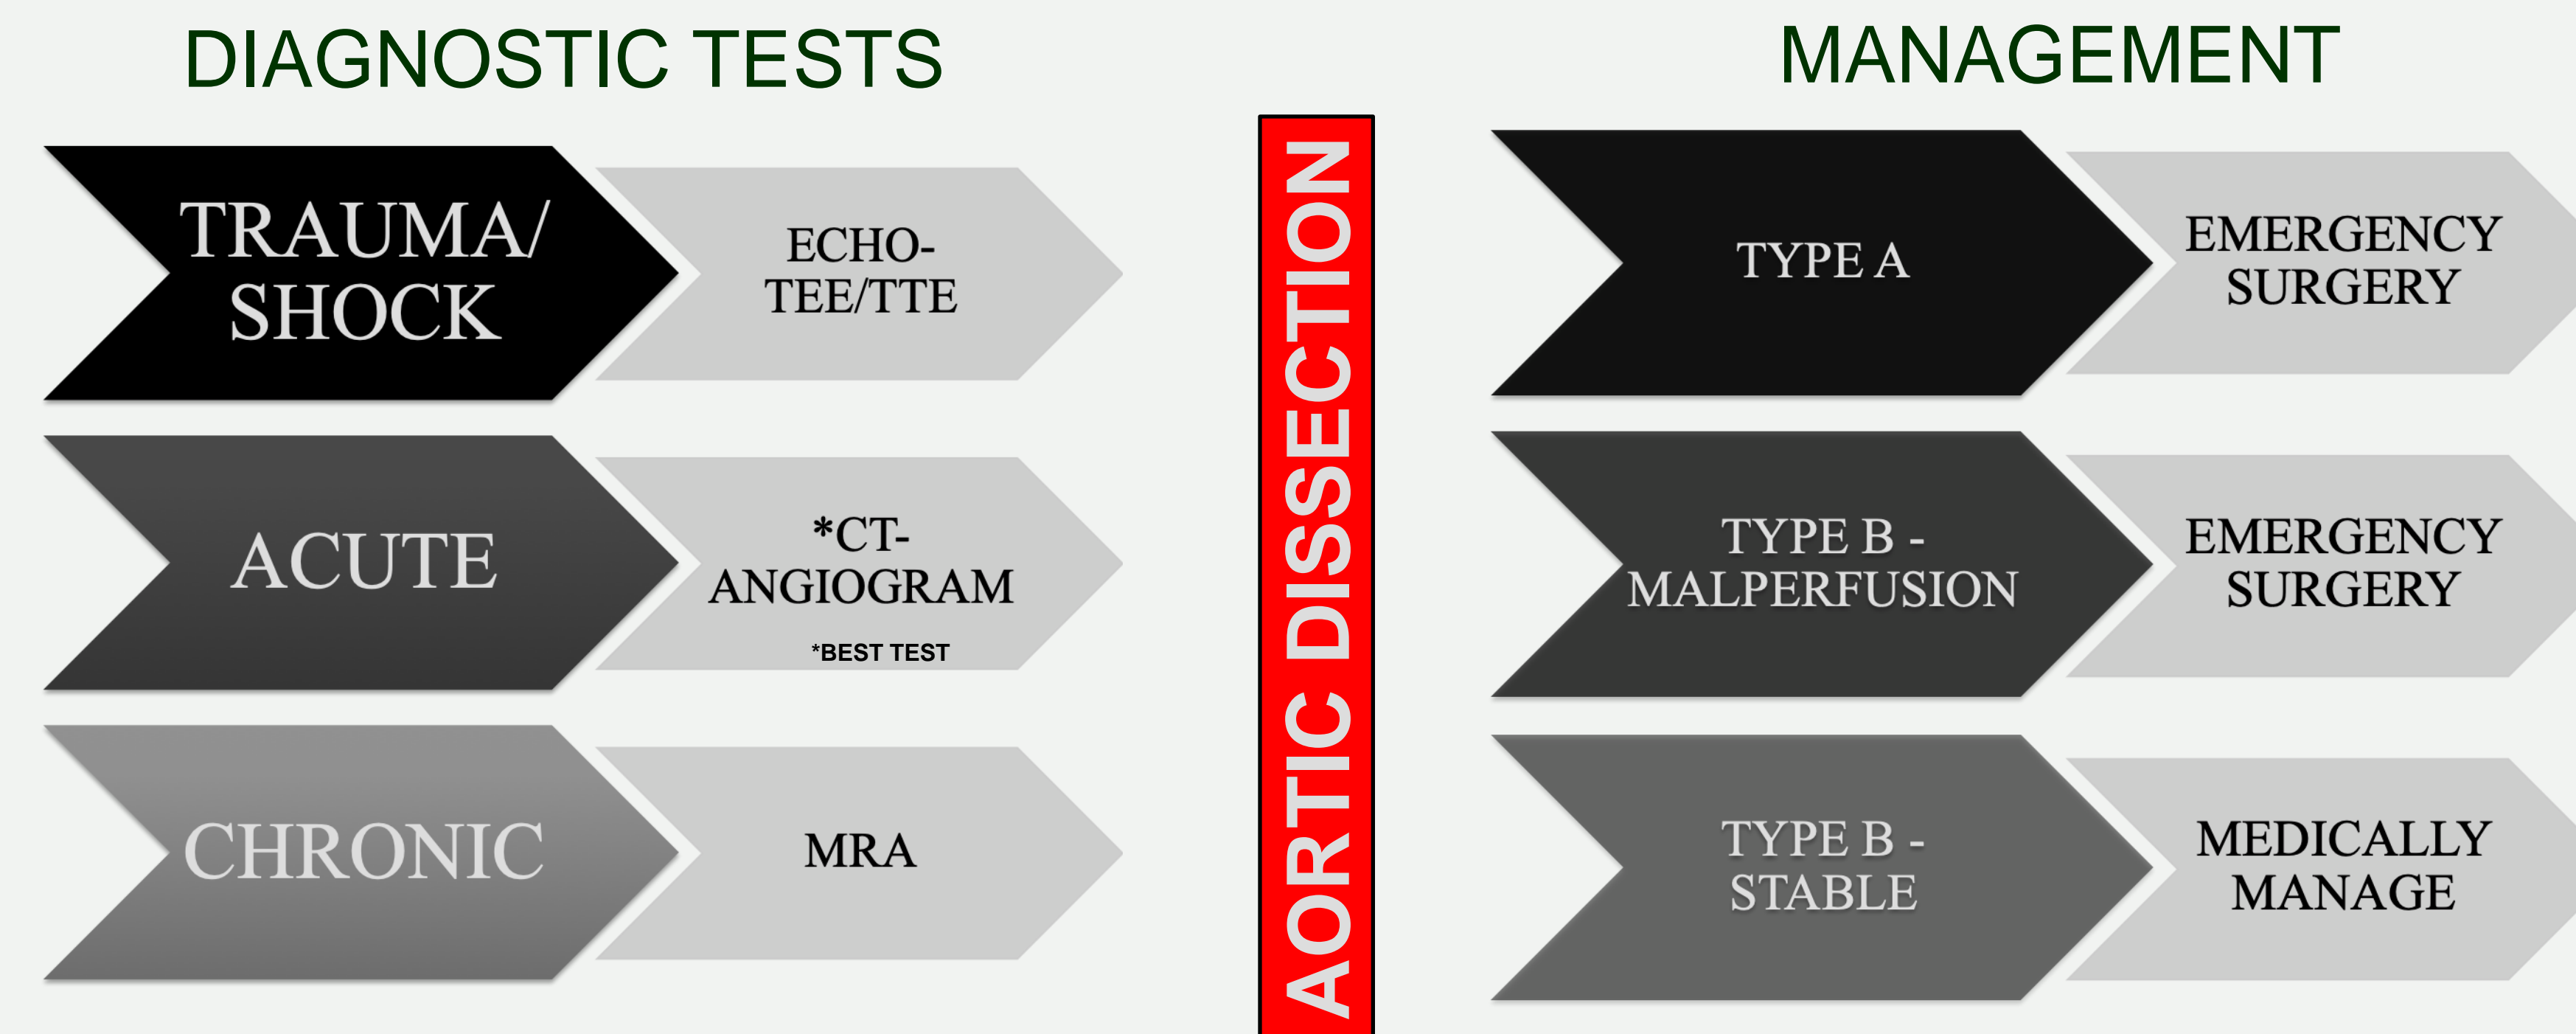 DIAGNOSTIC TESTS
TRAUMA/
SHOCK
ECHO-
TEE/TTE
ACUTE
*CT-
ANGIOGRAM
*BEST TEST
CHRONIC
MRA
AORTIC DISSECTION
MANAGEMENT
TYPE A
EMERGENCY
SURGERY
TYPE B -
MALPERFUSION
EMERGENCY
SURGERY
TYPE B -
STABLE
MEDICALLY
MANAGE